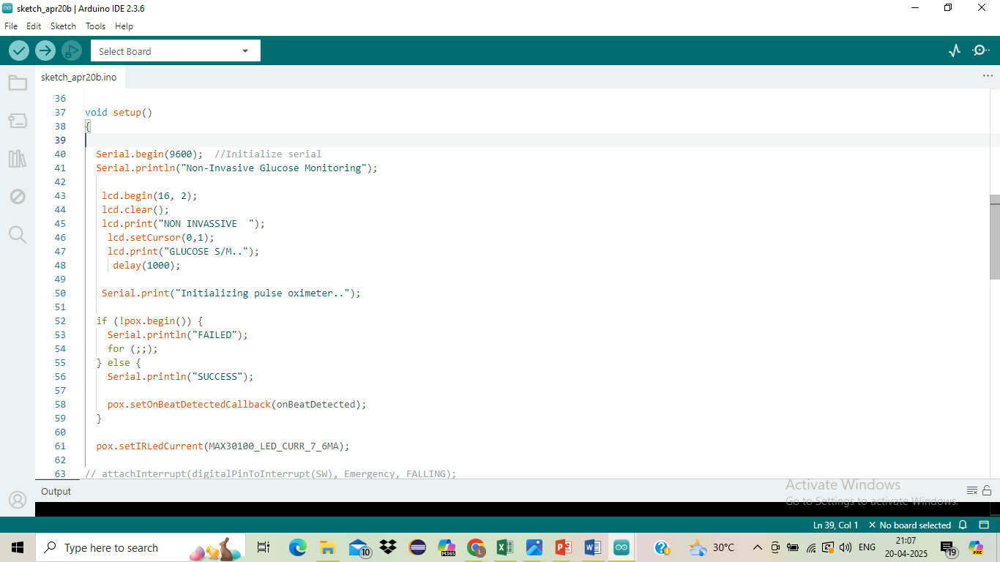 sketch_apr20b | Arduino IDE 2.3.6
File Edit Sketch Tools Help
Select Board
sketch_apr20b.ino
36
37 void setup()
38 {
39
40 Serial.begin(9600);  //Initialize serial
41 Serial.println("Non-Invasive Glucose Monitoring");
42
43 lcd.begin(16, 2);
44 lcd.clear();
45 lcd.print("NON INVASSIVE  ");
46 lcd.setCursor(0,1);
47 lcd.print("GLUCOSE S/M..");
48 delay(1000);
49
50 Serial.print("Initializing pulse oximeter..");
51
52 if (!pox.begin()) {
53 Serial.println("FAILED");
54 for (;;);
55 } else {
56 Serial.println("SUCCESS");
57
58 pox.setOnBeatDetectedCallback(onBeatDetected);
59 }
60
61 pox.setIRLedCurrent(MAX30100_LED_CURR_7_6MA);
62
63 // attachInterrupt(digitalPinToInterrupt(SW), Emergency, FALLING);
Output
Activate Windows
Go to Settings to activate Windows.
Ln 39, Col 1 × No board selected
Type here to search 10 M365 L 30°C ENG 21:07 19 PRE
20-04-2025